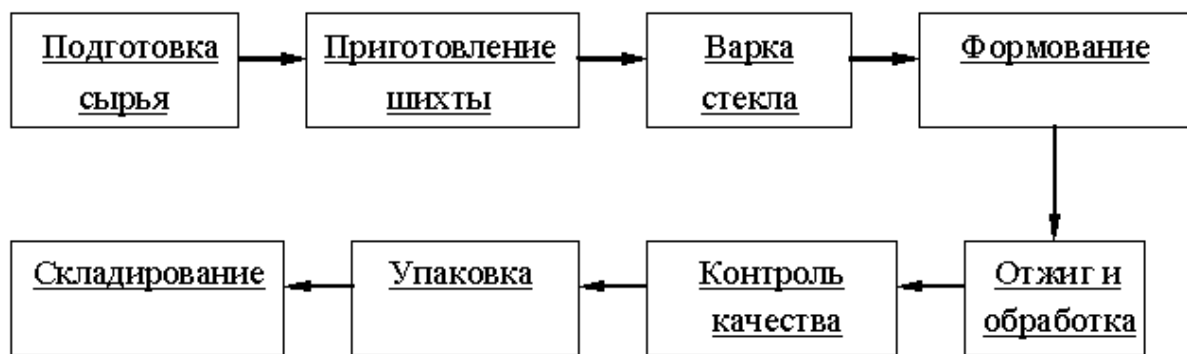 Подготовка
сырья
Приготовление
шихты
Варка
стекла
Формование
Отжиг и
обработка
Контроль
качества
Упаковка
Складирование